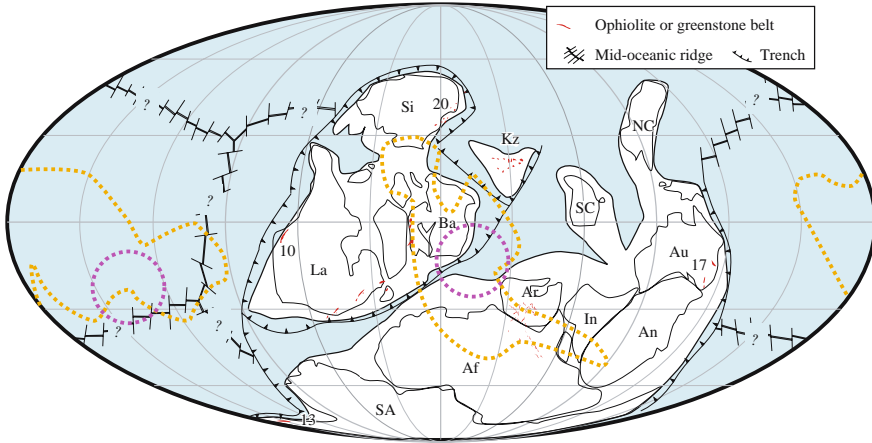 Ophiolite or greenstone belt
Mid-oceanic ridge Trench
?
?
?
?
Si
20
Kz
NC
SC
Ba
10
La
Au
17
Ar
In
An
?
?
?
?
Af
SA
13